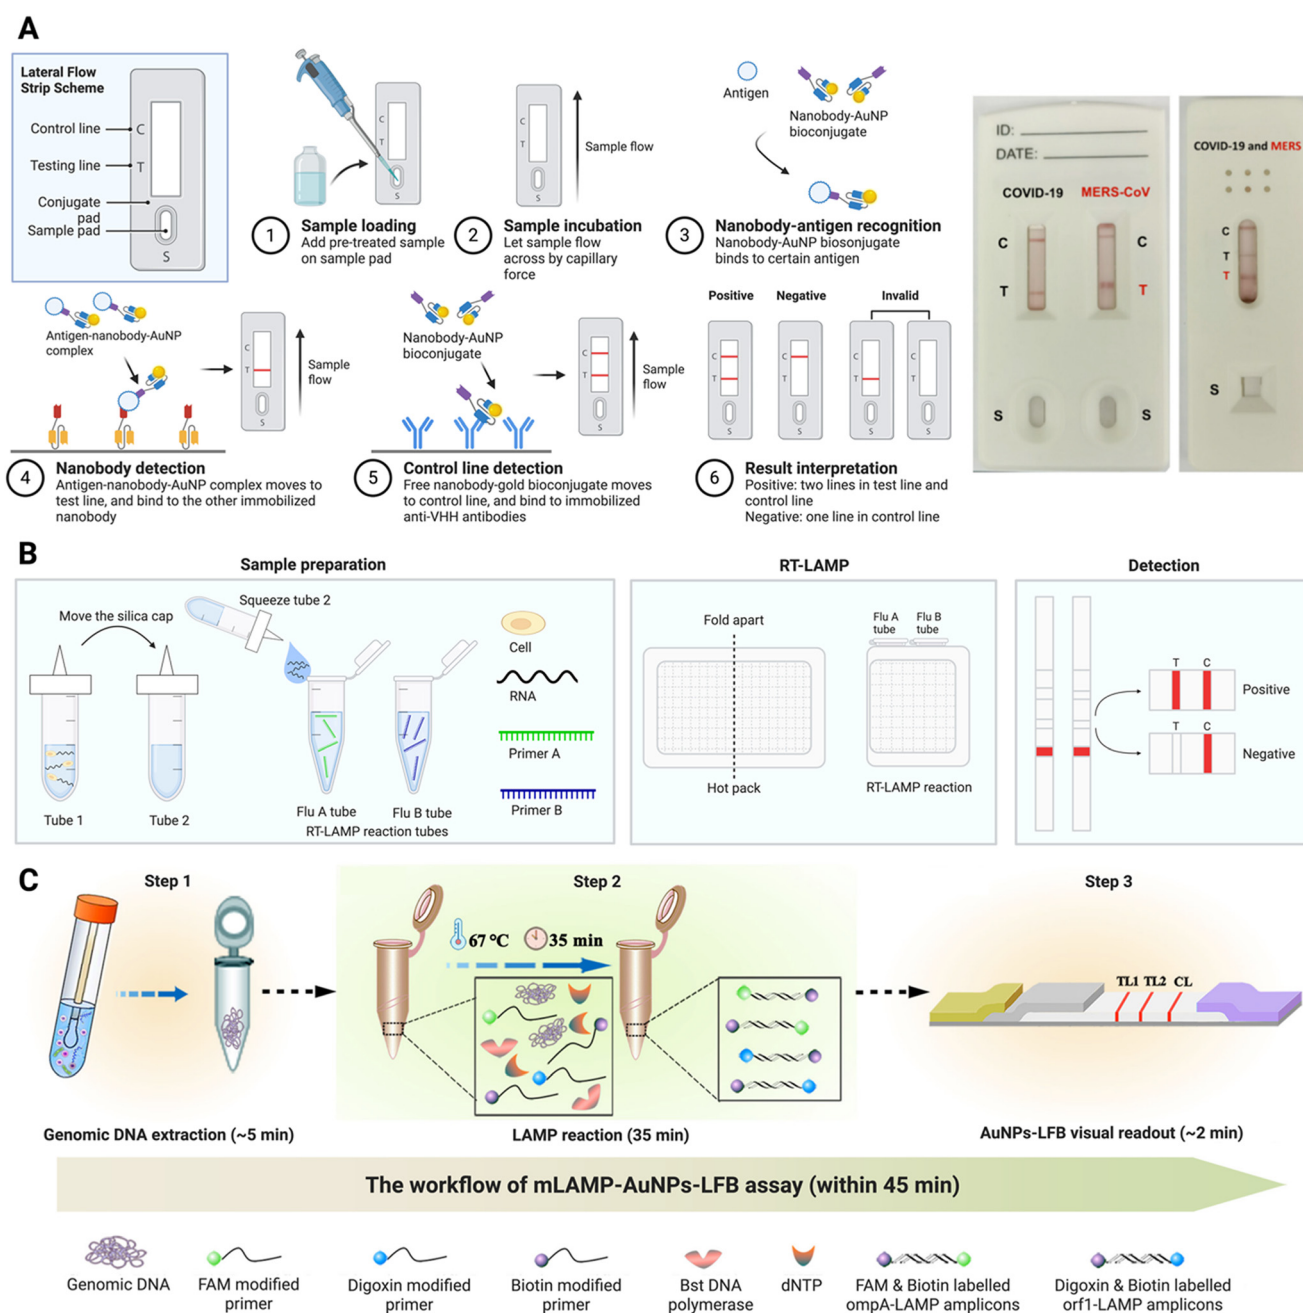 A
Lateral Flow
Strip Scheme
Control line
C
Testing line
T
Conjugate
pad
Sample pad
S
C
T
S
1
Sample loading
Add pre-treated sample
on sample pad
C
T
S
Sample flow
2
Sample incubation
Let sample flow
across by capillary
force
Antigen
Nanobody-AuNP
bioconjugate
3
Nanobody-antigen recognition
Nanobody-AuNP biosonjugate
binds to certain antigen
Antigen-nanobody-AuNP
complex
C
T
S
Sample
flow
4
Nanobody detection
Antigen-nanobody-AuNP complex moves to
test line, and bind to the other immobilized
nanobody
Nanobody-AuNP
bioconjugate
C
T
S
Sample
flow
5
Control line detection
Free nanobody-gold bioconjugate moves
to control line, and bind to immobilized
anti-VHH antibodies
Positive
Negative
Invalid
C
T
S
C
T
S
C
T
S
C
T
S
6
Result interpretation
Positive: two lines in test line and
control line
Negative: one line in control line
ID:
DATE:
COVID-19
MERS-CoV
C
C
T
T
S
S
COVID-19 and MERS
C
T
T
S
B
Sample preparation
Move the silica cap
Squeeze tube 2
Cell
RNA
Primer A
Primer B
Tube 1
Tube 2
Flu A tube
Flu B tube
RT-LAMP reaction tubes
RT-LAMP
Fold apart
Hot pack
Flu A
tube
Flu B
tube
RT-LAMP reaction
Detection
T
C
Positive
T
C
Negative
C
Step 1
Genomic DNA extraction (~5 min)
Step 2
67 °C
35 min
LAMP reaction (35 min)
Step 3
TL1 TL2 CL
AuNPs-LFB visual readout (~2 min)
The workflow of mLAMP-AuNPs-LFB assay (within 45 min)
Genomic DNA
FAM modified
primer
Digoxin modified
primer
Biotin modified
primer
Bst DNA
polymerase
dNTP
FAM & Biotin labelled
ompA-LAMP amplicons
Digoxin & Biotin labelled
orf1-LAMP amplicons